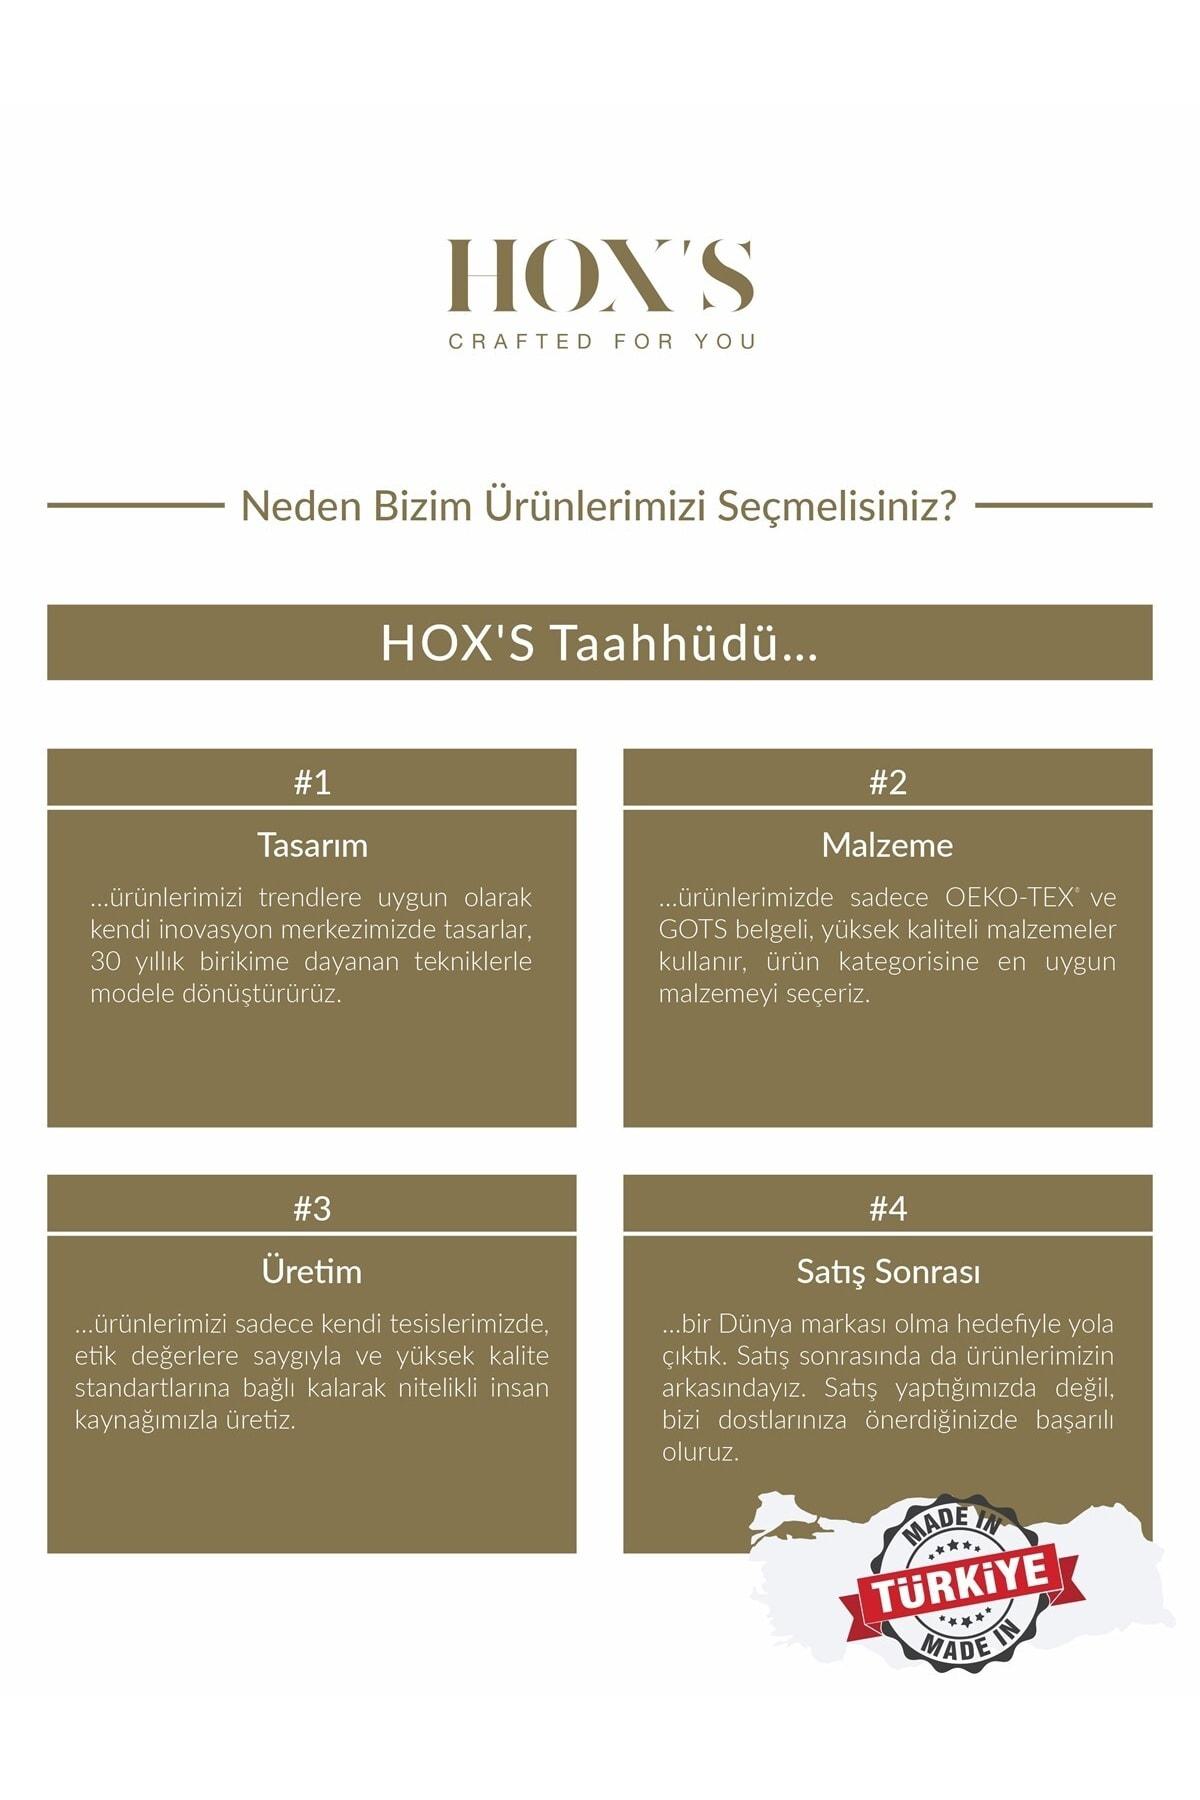 HOX'S
CRAFTED FOR YOU
Neden Bizim Ürünlerimizi Seçmelisiniz?
HOX'S Taahhüdü...
#1
Tasarım
...ürünlerimizi trendlere uygun olarak
kendi inovasyon merkezimizde tasarlar,
30 yıllık birikime dayanan tekniklerle
modele dönüştürürüz.
#2
Malzeme
...ürünlerimizde sadece OEKO-TEX® ve
GOTS belgeli, yüksek kaliteli malzemeler
kullanır, ürün kategorisine en uygun
malzemeyi seçeriz.
#3
Üretim
...ürünlerimizi sadece kendi tesislerimizde,
etik değerlere saygıyla ve yüksek kalite
standartlarına bağlı kalarak nitelikli insan
kaynağımızla üretiz.
#4
Satış Sonrası
...bir Dünya markası olma hedefiyle yola
çıktık. Satış sonrasında da ürünlerimizin
arkasındayız. Satış yaptığımızda değil,
bizi dostlarınıza önerdiğinizde başarılı
oluruz.
MADE IN
TÜRKiYE
MADE IN